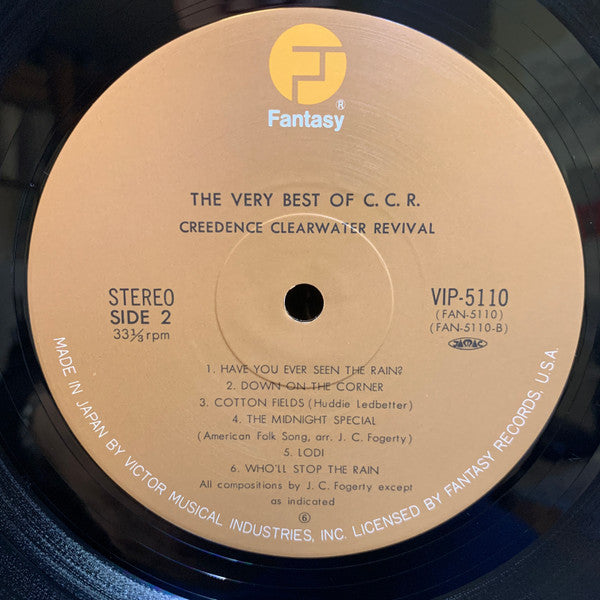 ®
Fantasy
THE VERY BEST OF C. C. R.
CREEDENCE CLEARWATER REVIVAL
STEREO
SIDE 2
33⅓ rpm
VIP-5110
(FAN-5110)
(FAN-5110-B)
JASRAC
1. HAVE YOU EVER SEEN THE RAIN?
2. DOWN ON THE CORNER
3. COTTON FIELDS (Huddie Ledbetter)
4. THE MIDNIGHT SPECIAL
(American Folk Song, arr. J. C. Fogerty)
5. LODI
6. WHO'LL STOP THE RAIN
All compositions by J. C. Fogerty except
as indicated
⑥
MADE IN JAPAN BY VICTOR MUSICAL INDUSTRIES, INC. LICENSED BY FANTASY RECORDS, U.S.A.